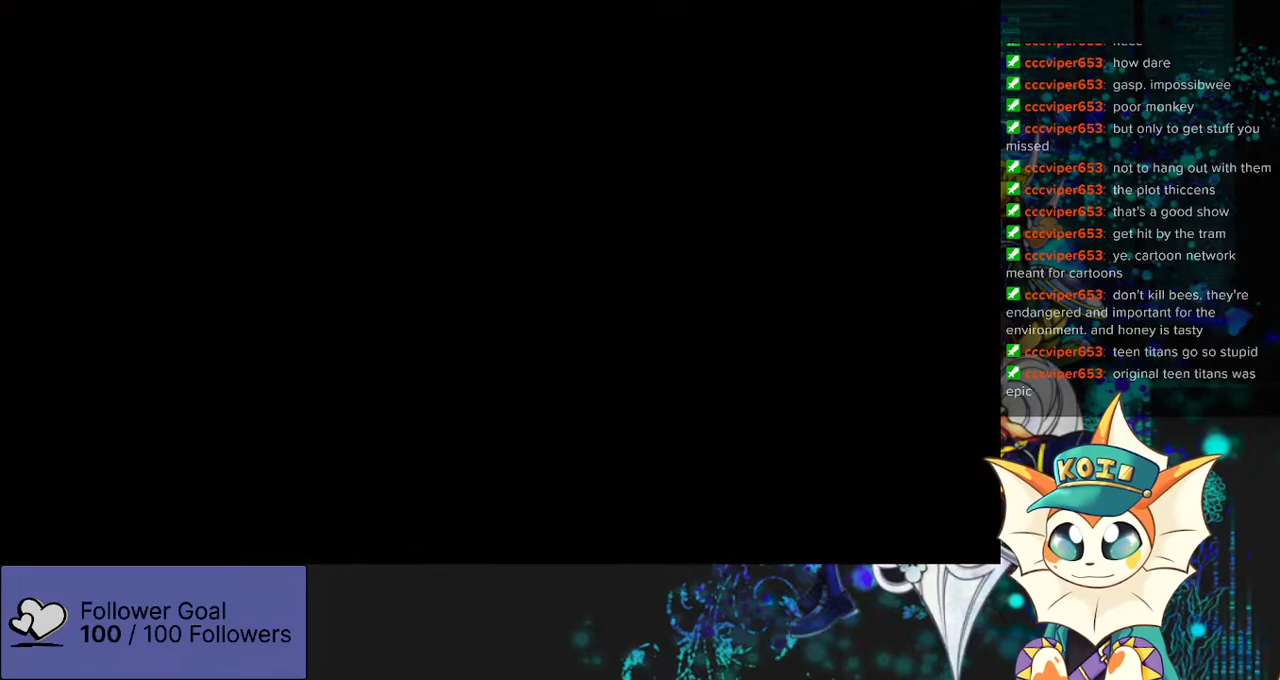 cccviper653: how dare
cccviper653: gasp. impossibwee
cccviper653: poor monkey
cccviper653: but only to get stuff you
missed
cccviper653: not to hang out with them
cccviper653: the plot thiccens
cccviper653: that's a good show
cccviper653: get hit by the tram
cccviper653: ye. cartoon network
meant for cartoons
cccviper653: don't kill bees. they're
endangered and important for the
environment. and honey is tasty
cccviper653: teen titans go so stupid
cccviper653: original teen titans was
epic
KOI
Follower Goal
100 / 100 Followers